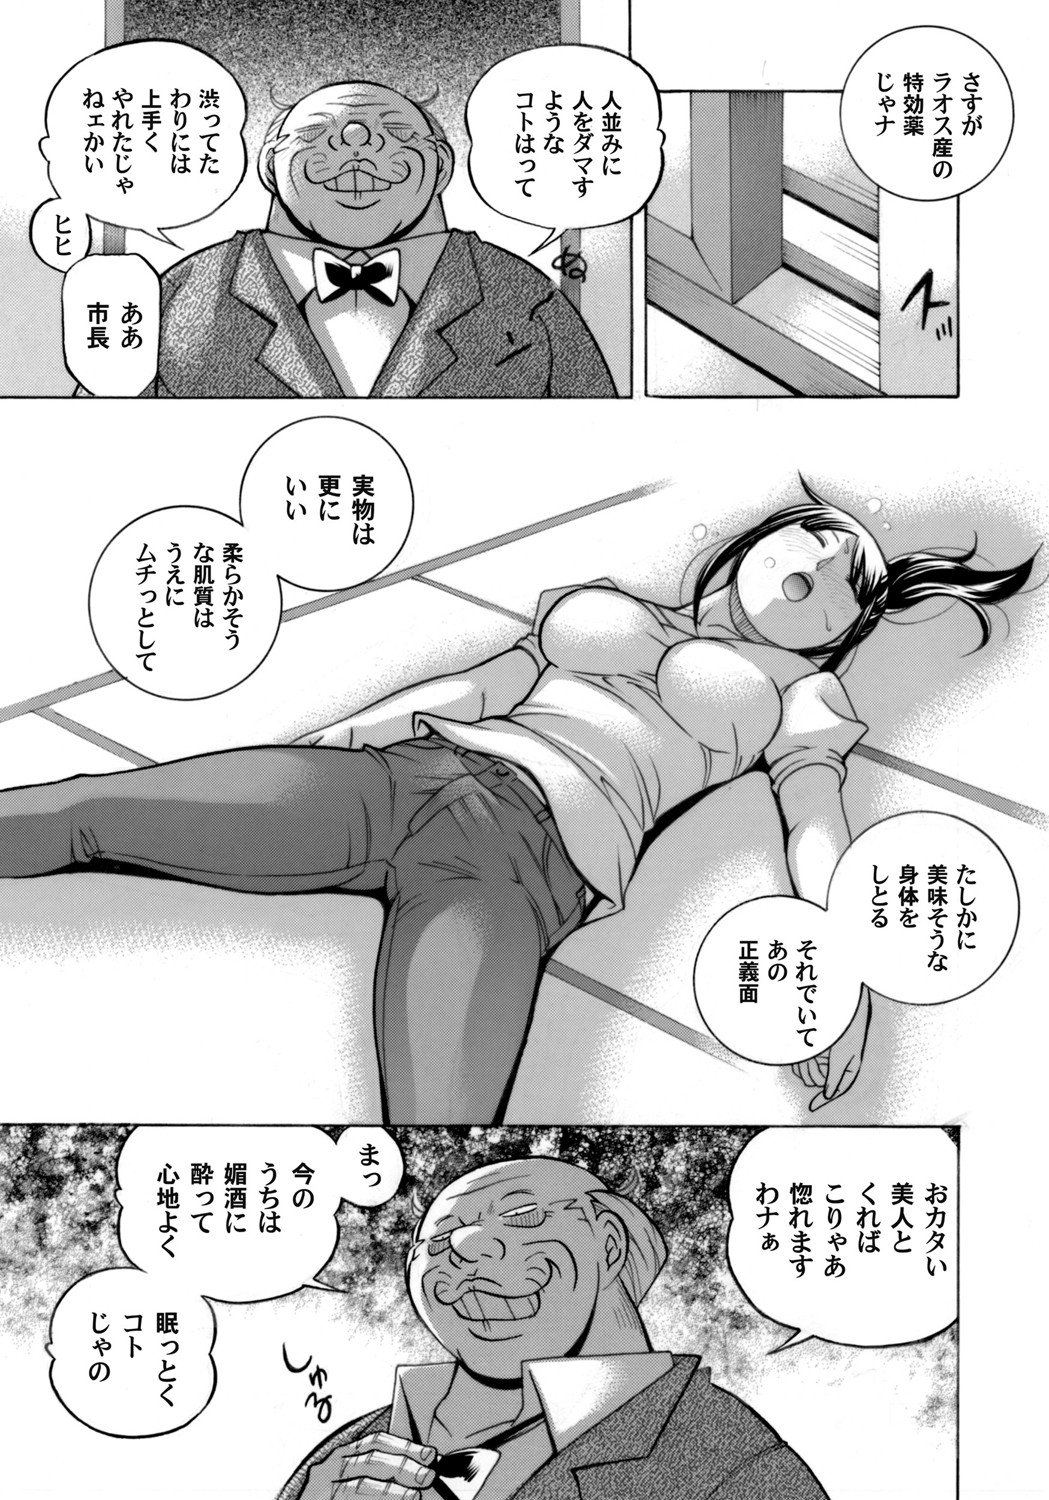 さすが
ラオス産の
特効薬
じゃナ
人並みに
人をダマす
ような
コトはって
渋ってた
わりには
上手く
やれたじゃ
ねェかい
ヒヒ
ああ
市長
実物は
更に
いい
柔らかそう
な肌質は
うえに
ムチっとして
たしかに
美味そうな
身体を
しとる
それでいて
あの
正義面
おカタい
美人と
くれば
こりゃあ
惚れます
わナぁ
まっ
今の
うちは
媚酒に
酔って
心地よく
眠っとく
コト
じゃの
しゅる